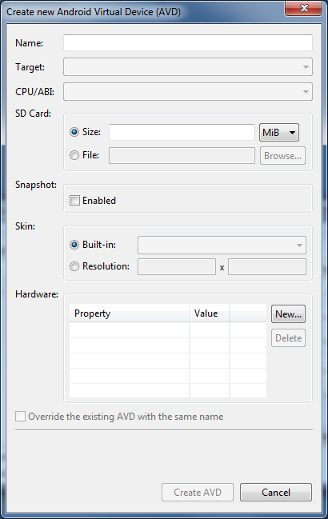 Create new Android Virtual Device (AVD)
Name:
Target:
CPU/ABI:
SD Card:
Size: MiB
File: Browse...
Snapshot:
Enabled
Skin:
Built-in:
Resolution: x
Hardware:
Property Value New...
Delete
Override the existing AVD with the same name
Create AVD Cancel